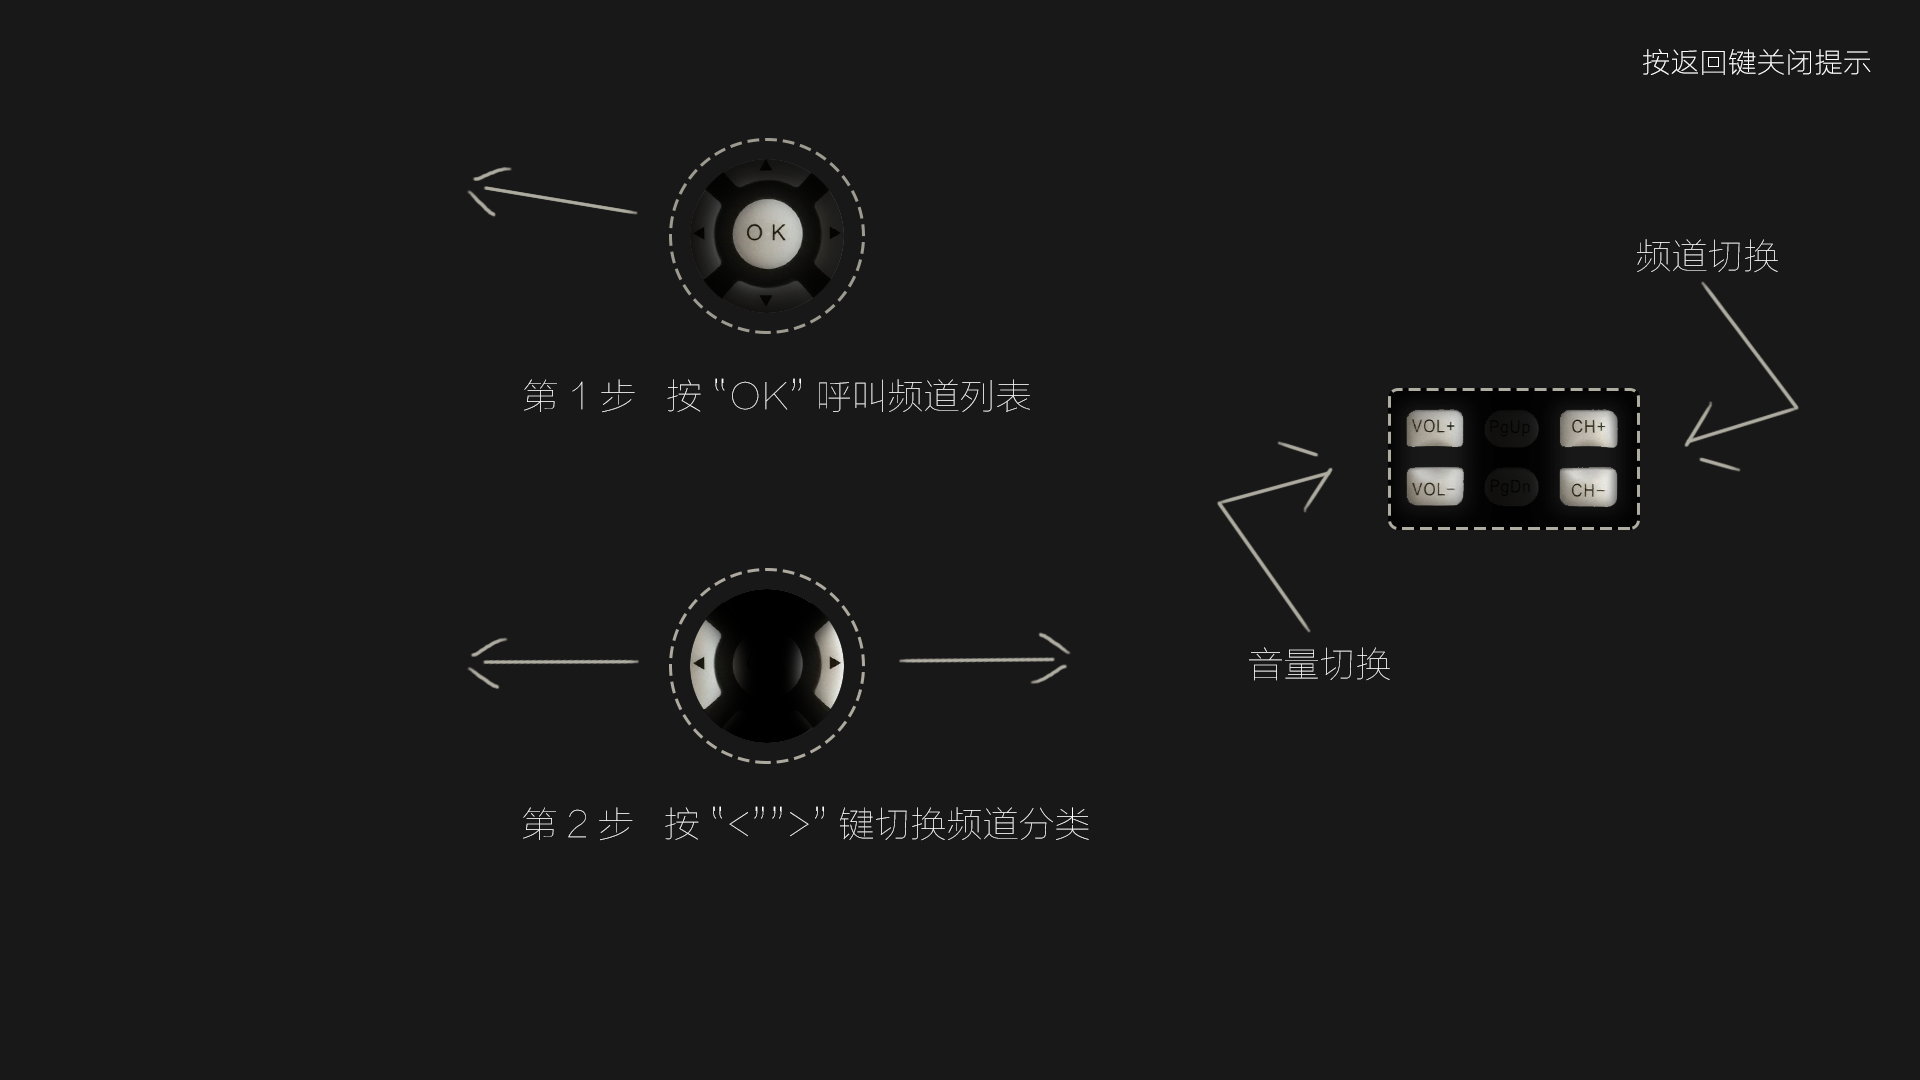 按返回键关闭提示
OK
第 1 步 按 “OK” 呼叫频道列表
频道切换
VOL+ PgUp CH+
VOL- PgDn CH-
音量切换
第 2 步 按 “<””>” 键切换频道分类